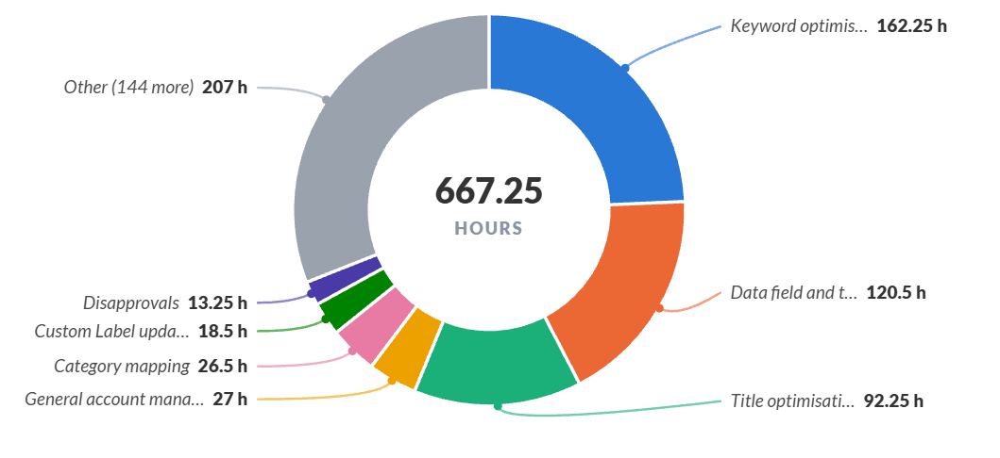 Keyword optimis... 162.25 h
Other (144 more) 207 h
667.25
HOURS
Data field and t... 120.5 h
Disapprovals 13.25 h
Custom Label upda... 18.5 h
Category mapping 26.5 h
General account mana... 27 h
Title optimisati... 92.25 h